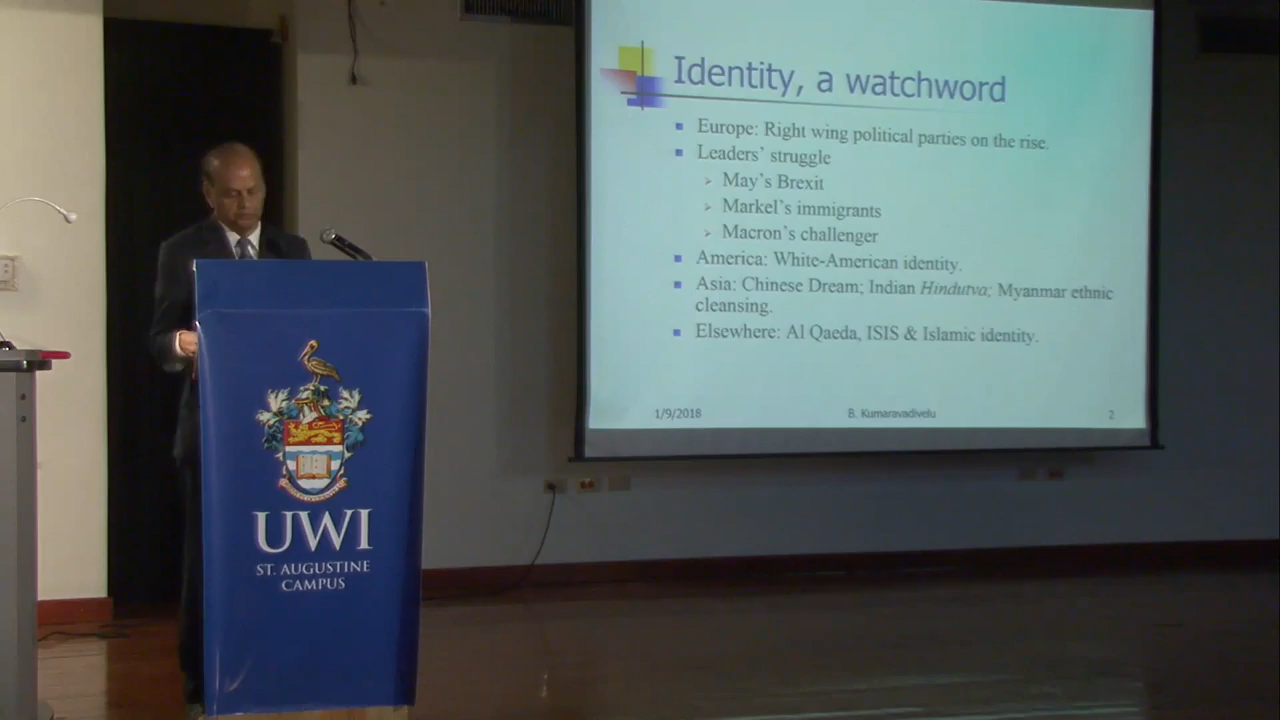 Identity, a watchword
Europe: Right wing political parties on the rise.
Leaders' struggle
May's Brexit
Markel's immigrants
Macron's challenger
America: White-American identity.
Asia: Chinese Dream; Indian Hindutva; Myanmar ethnic
cleansing.
Elsewhere: Al Qaeda, ISIS & Islamic identity.
1/9/2018 B. Kumaravadivelu 2
UWI
ST. AUGUSTINE
CAMPUS